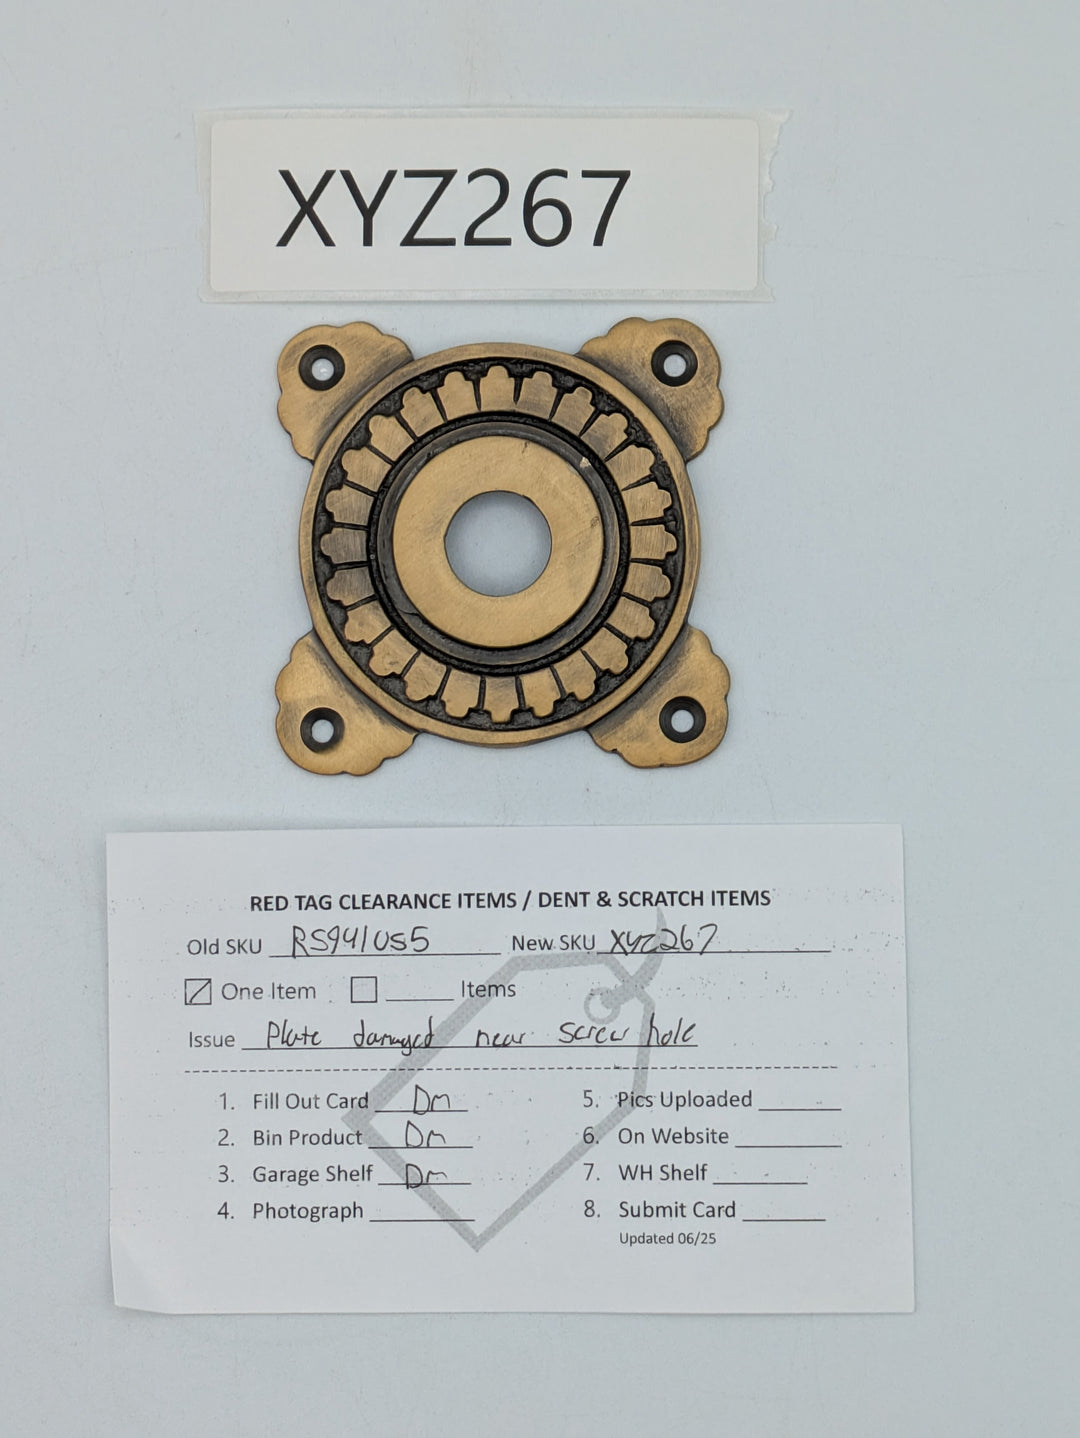 XYZ267
RED TAG CLEARANCE ITEMS / DENT & SCRATCH ITEMS
Old SKU RS941US5 New SKU XYZ267
One Item Items
Issue Plate damaged near screw hole
1. Fill Out Card Dm 5. Pics Uploaded
2. Bin Product Dm 6. On Website
3. Garage Shelf Dm 7. WH Shelf
4. Photograph 8. Submit Card
Updated 06/25